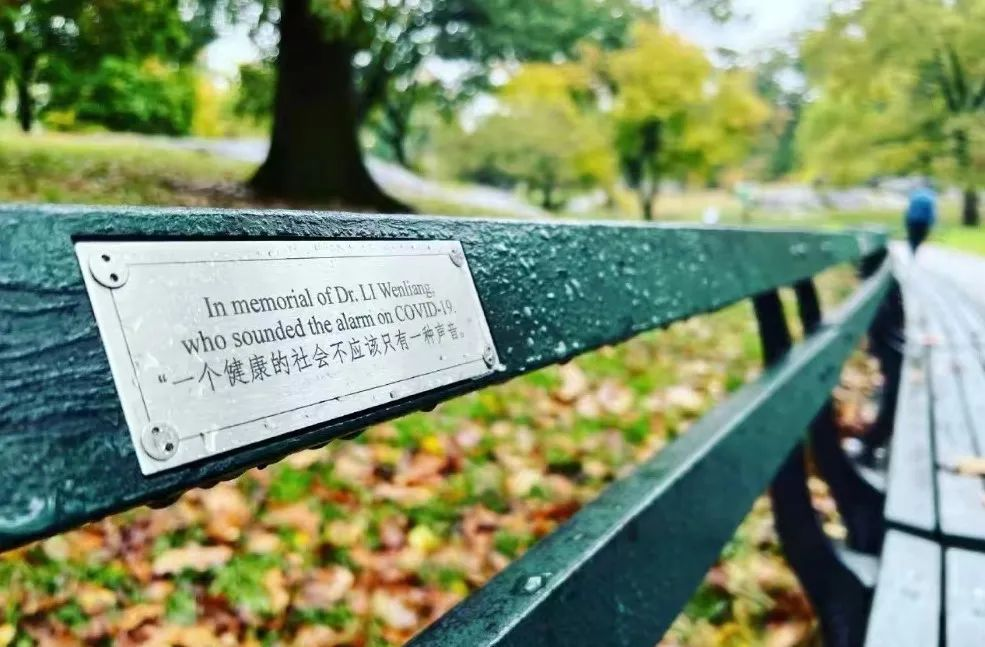 In memorial of Dr. LI Wenliang,
who sounded the alarm on COVID-19.
“一个健康的社会不应该只有一种声音。